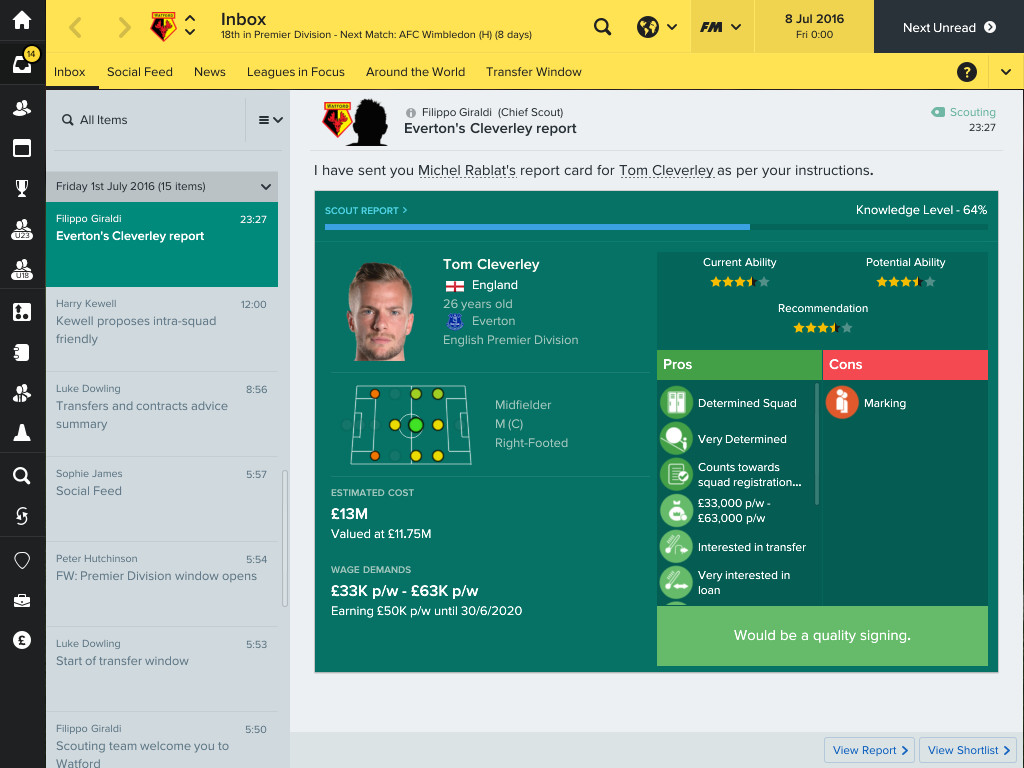 WATFORD
Inbox
18th in Premier Division - Next Match: AFC Wimbledon (H) (8 days)
FM
8 Jul 2016
Fri 0:00
Next Unread
14
Inbox
Social Feed
News
Leagues in Focus
Around the World
Transfer Window
?
U23
U18
£
All Items
Friday 1st July 2016 (15 items)
Filippo Giraldi 23:27
Everton's Cleverley report
Harry Kewell 12:00
Kewell proposes intra-squad
friendly
Luke Dowling 8:56
Transfers and contracts advice
summary
Sophie James 5:57
Social Feed
Peter Hutchinson 5:54
FW: Premier Division window opens
Luke Dowling 5:53
Start of transfer window
Filippo Giraldi 5:50
Scouting team welcome you to
Watford
WATFORD
Filippo Giraldi (Chief Scout)
Everton's Cleverley report
Scouting
23:27
I have sent you Michel Rablat's report card for Tom Cleverley as per your instructions.
SCOUT REPORT >
Knowledge Level - 64%
Tom Cleverley
England
26 years old
Everton
English Premier Division
Midfielder
M (C)
Right-Footed
ESTIMATED COST
£13M
Valued at £11.75M
WAGE DEMANDS
£33K p/w - £63K p/w
Earning £50K p/w until 30/6/2020
Current Ability
Potential Ability
Recommendation
Pros
Cons
Determined Squad
Very Determined
Counts towards
squad registration...
£33,000 p/w -
£63,000 p/w
Interested in transfer
Very interested in
loan
Marking
Would be a quality signing.
View Report >
View Shortlist >